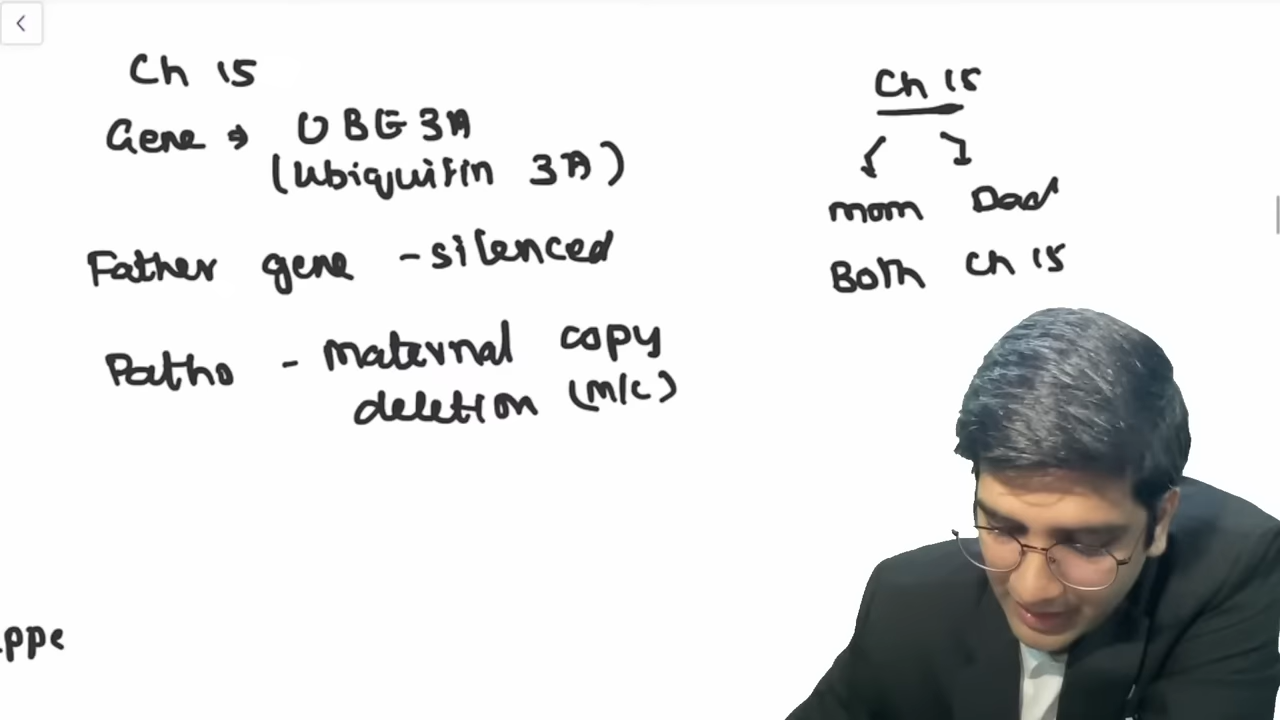 Ch 15
Gene → UBE3A
(Ubiquitin 3A)
Father gene - silenced
Patho - Maternal copy
deletion (M/C)
Ch 15
Mom Dad
Both Ch 15
ppe